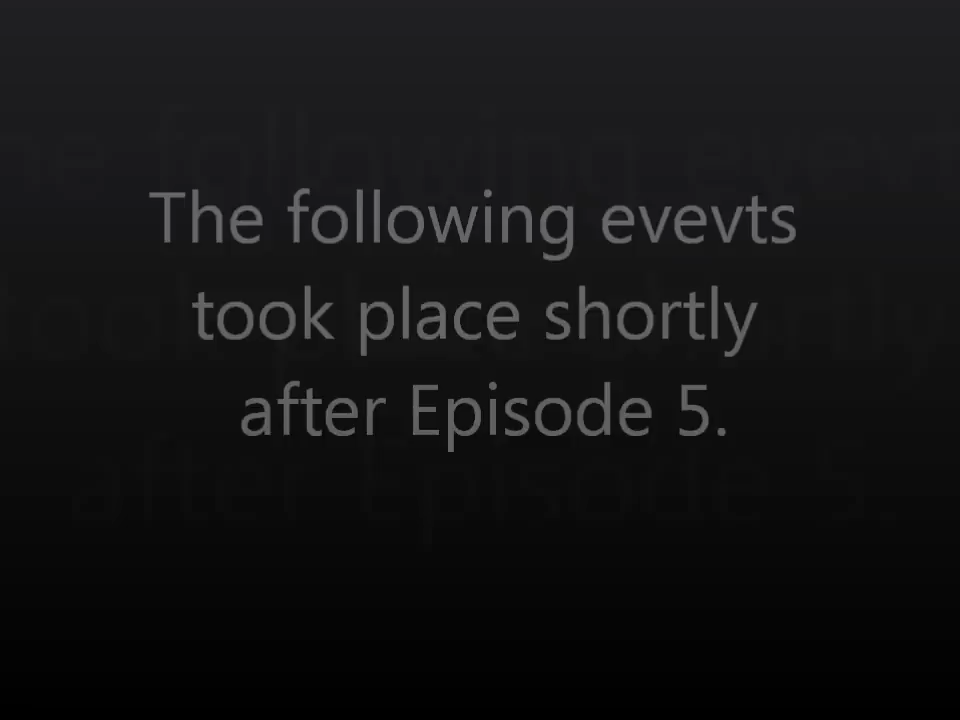 The following evevts
took place shortly
after Episode 5.